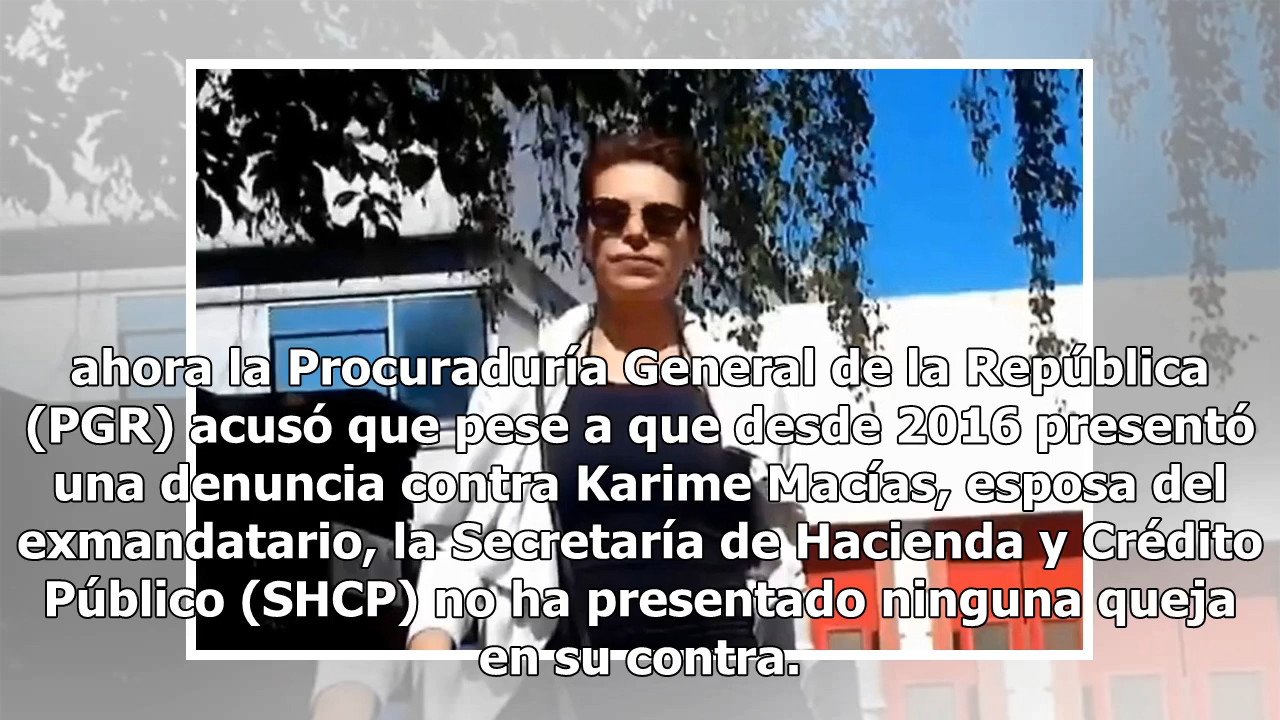 ahora la Procuraduría General de la República
(PGR) acusó que pese a que desde 2016 presentó
una denuncia contra Karime Macías, esposa del
exmandatario, la Secretaría de Hacienda y Crédito
Público (SHCP) no ha presentado ninguna queja
en su contra.